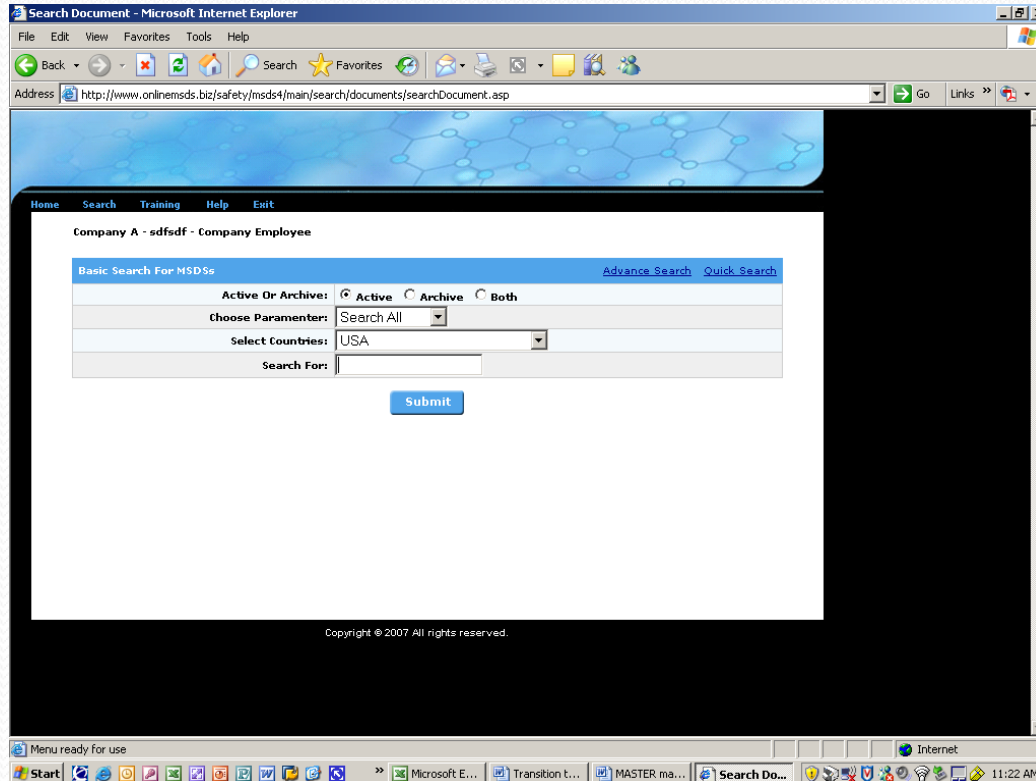 Search Document - Microsoft Internet Explorer
File Edit View Favorites Tools Help
Back Search Favorites
Address http://www.onlinemsds.biz/safety/msds4/main/search/documents/searchDocument.asp Go Links »
Home Search Training Help Exit
Company A - sdfsdf - Company Employee
Basic Search For MSDSs Advance Search Quick Search
Active Or Archive: Active Archive Both
Choose Paramenter: Search All
Select Countries: USA
Search For:
Submit
Copyright © 2007 All rights reserved.
Menu ready for use Internet
Start » Microsoft E... Transition t... MASTER ma... Search Do... 11:22 AM